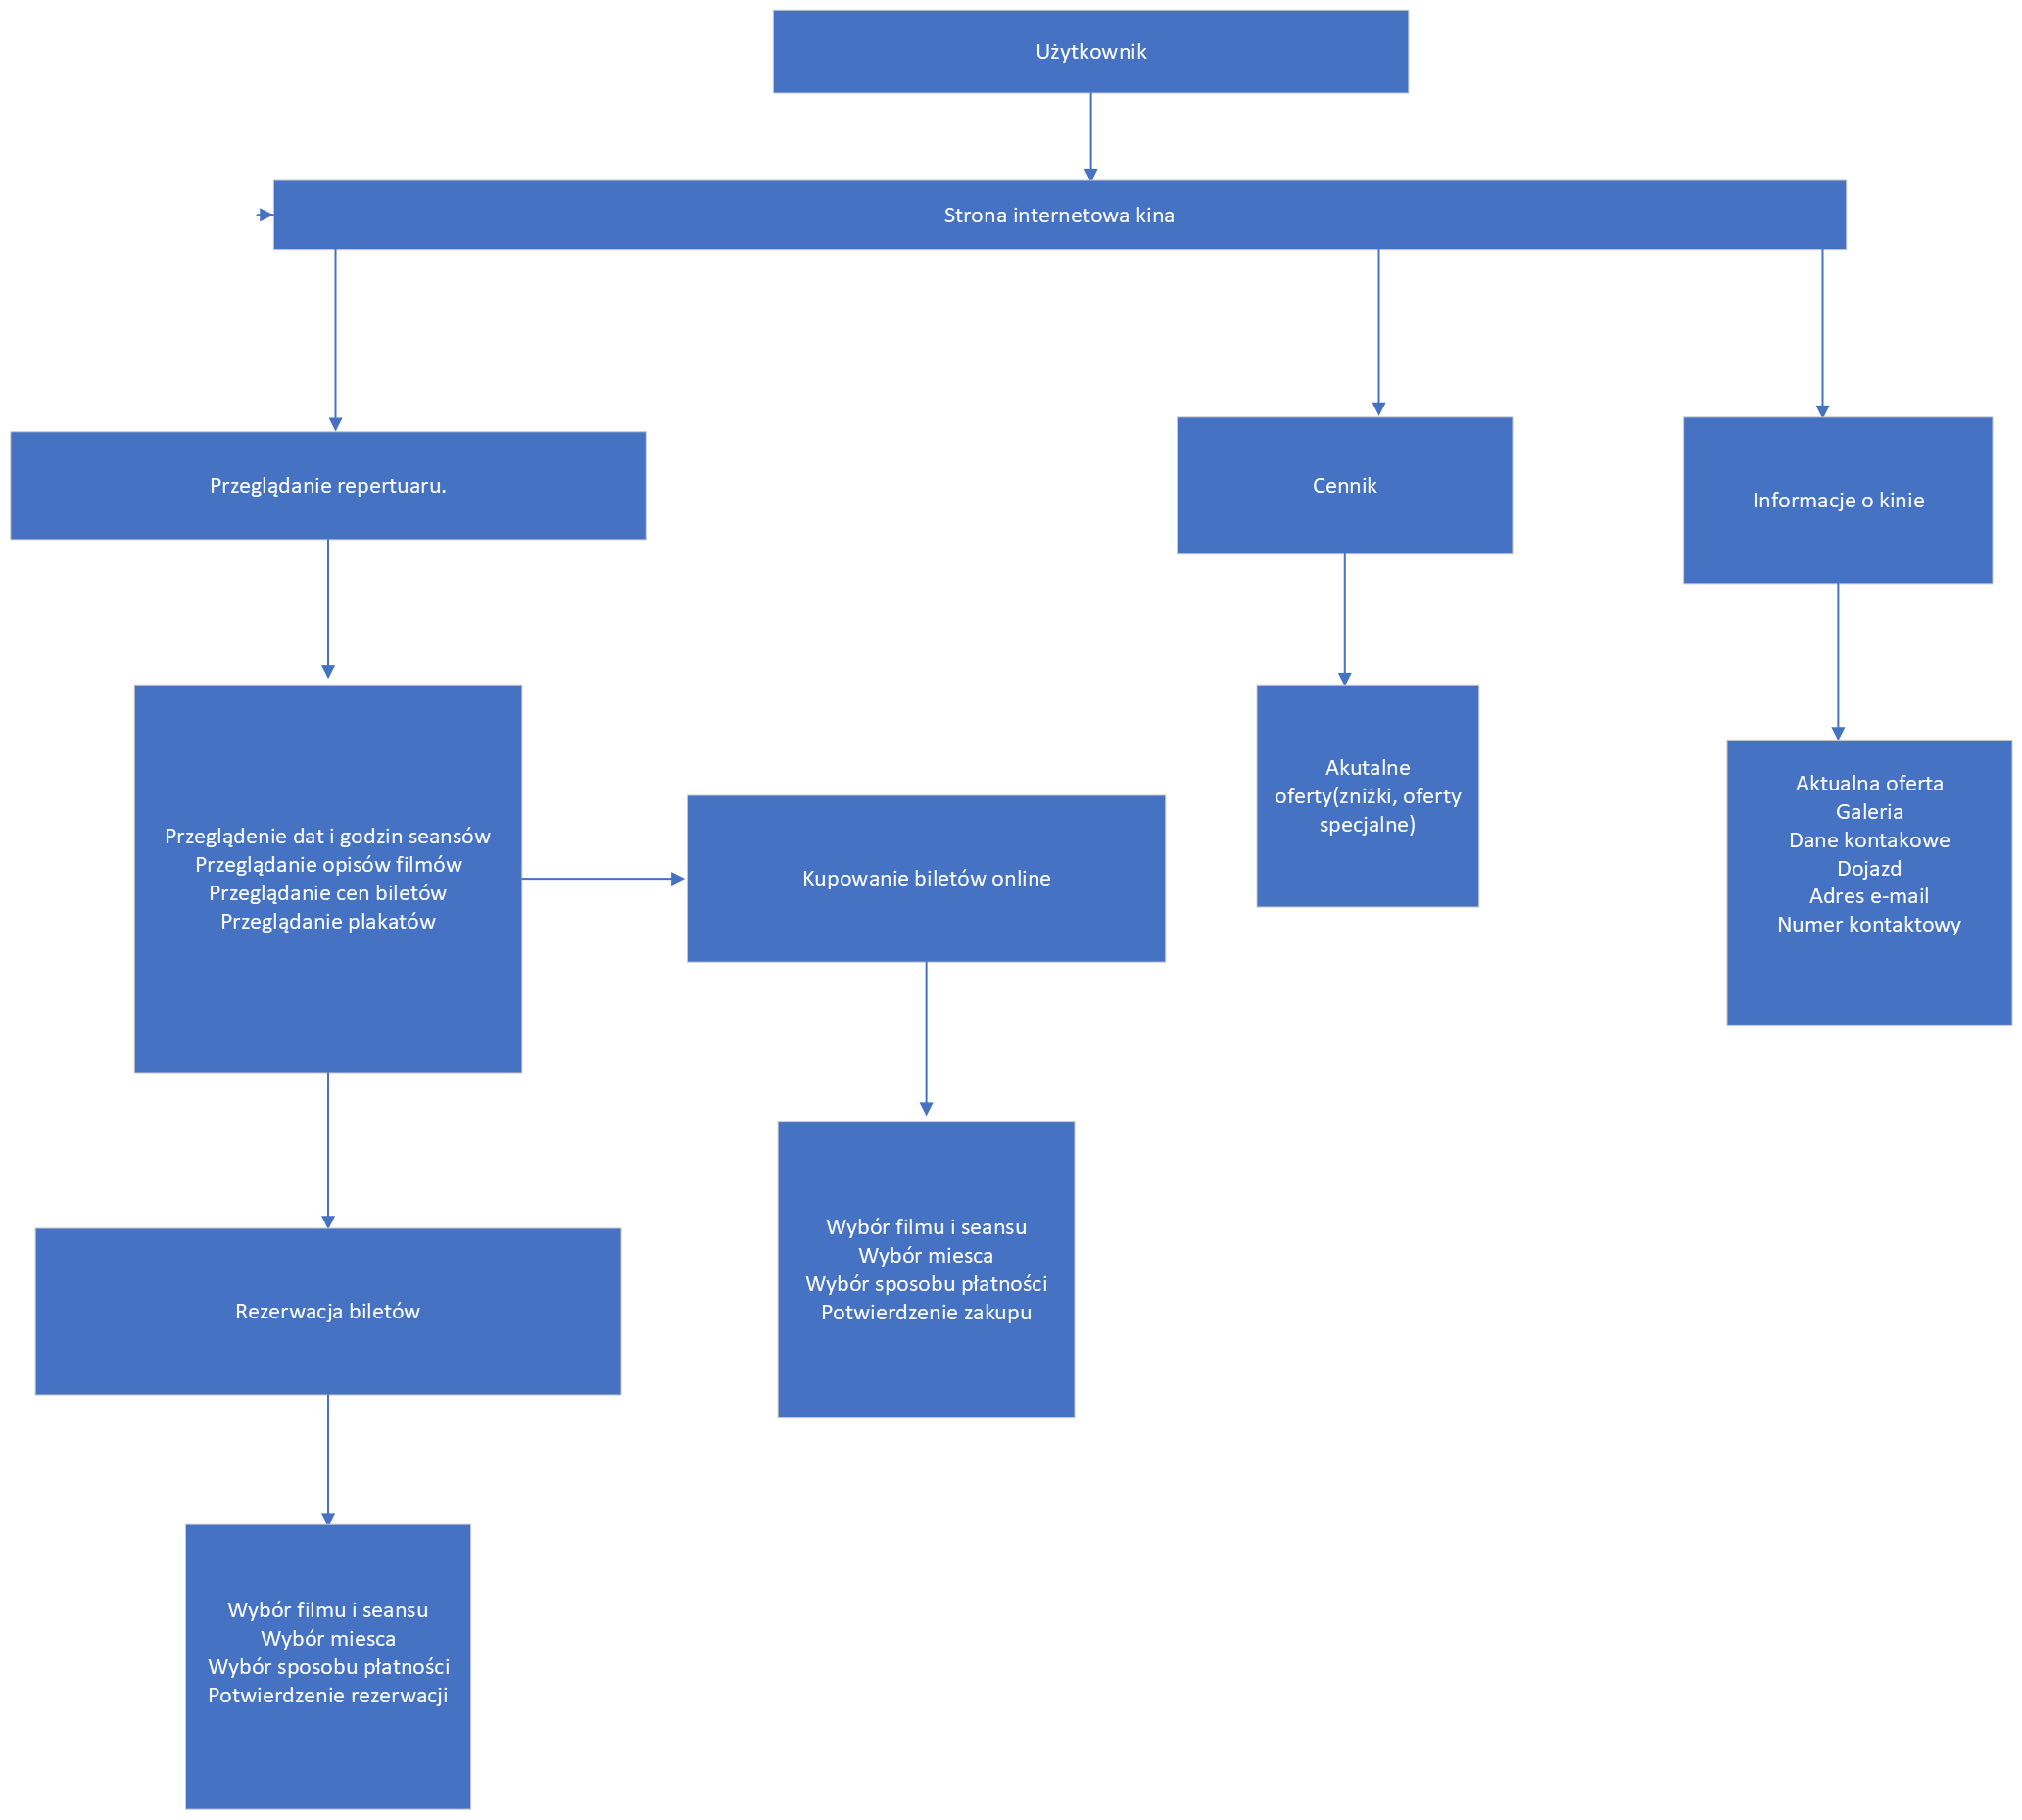 Użytkownik
Strona internetowa kina
Przeglądanie repertuaru.
Cennik
Informacje o kinie
Przeglądenie dat i godzin seansów
Przeglądanie opisów filmów
Przeglądanie cen biletów
Przeglądanie plakatów
Kupowanie biletów online
Akutalne
oferty(zniżki, oferty
specjalne)
Aktualna oferta
Galeria
Dane kontakowe
Dojazd
Adres e-mail
Numer kontaktowy
Wybór filmu i seansu
Wybór miesca
Wybór sposobu płatności
Potwierdzenie zakupu
Rezerwacja biletów
Wybór filmu i seansu
Wybór miesca
Wybór sposobu płatności
Potwierdzenie rezerwacji